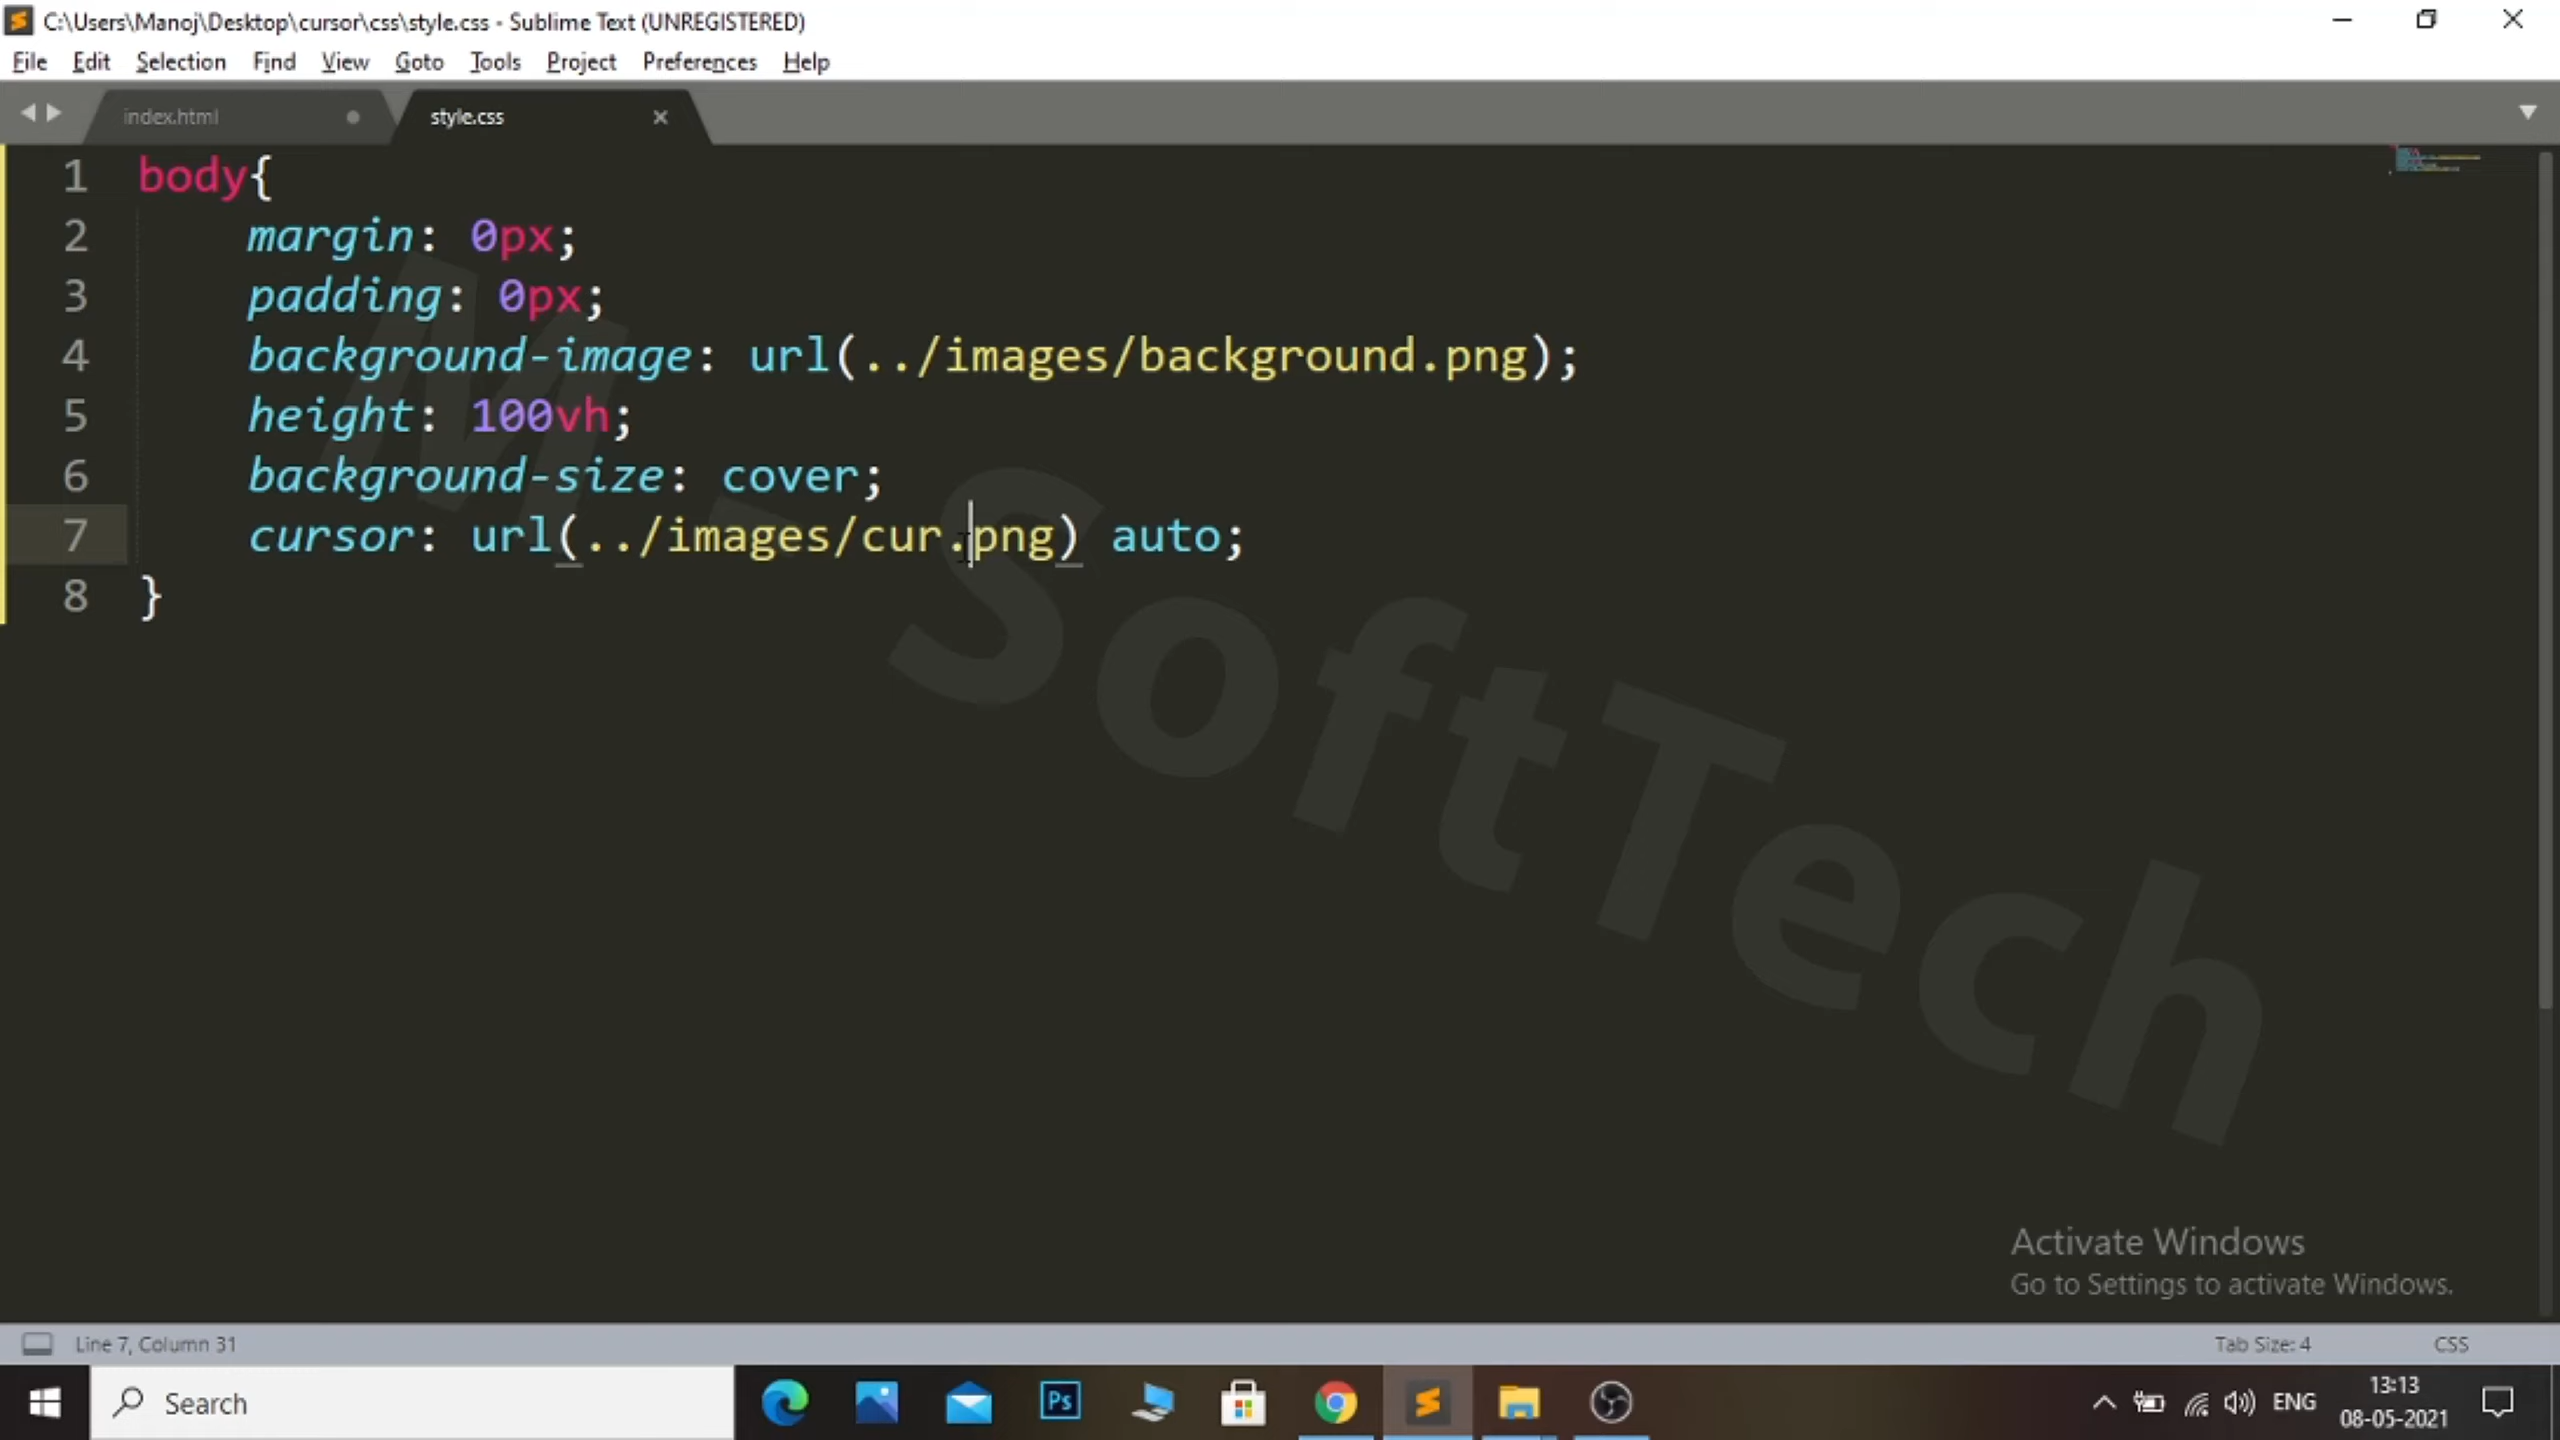 C:\Users\Manoj\Desktop\cursor\css\style.css - Sublime Text (UNREGISTERED)
File Edit Selection Find View Goto Tools Project Preferences Help
index.html style.css
1 body{
2 margin: 0px;
3 padding: 0px;
4 background-image: url(../images/background.png);
5 height: 100vh;
6 background-size: cover;
7 cursor: url(../images/cur.png) auto;
8 }
M - SoftTech
Activate Windows
Go to Settings to activate Windows.
Line 7, Column 31 Tab Size: 4 CSS
Search Ps ENG 13:13
08-05-2021